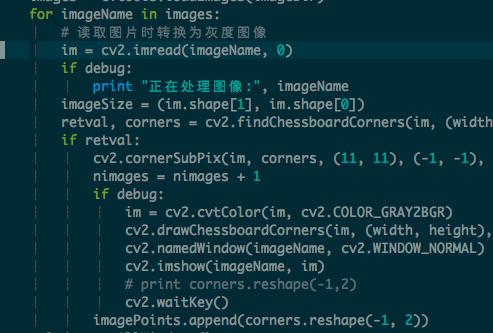 for imageName in images:
# 读取图片时转换为灰度图像
im = cv2.imread(imageName, 0)
if debug:
print "正在处理图像:", imageName
imageSize = (im.shape[1], im.shape[0])
retval, corners = cv2.findChessboardCorners(im, (width
if retval:
cv2.cornerSubPix(im, corners, (11, 11), (-1, -1),
nimages = nimages + 1
if debug:
im = cv2.cvtColor(im, cv2.COLOR_GRAY2BGR)
cv2.drawChessboardCorners(im, (width, height),
cv2.namedWindow(imageName, cv2.WINDOW_NORMAL)
cv2.imshow(imageName, im)
# print corners.reshape(-1,2)
cv2.waitKey()
imagePoints.append(corners.reshape(-1, 2))